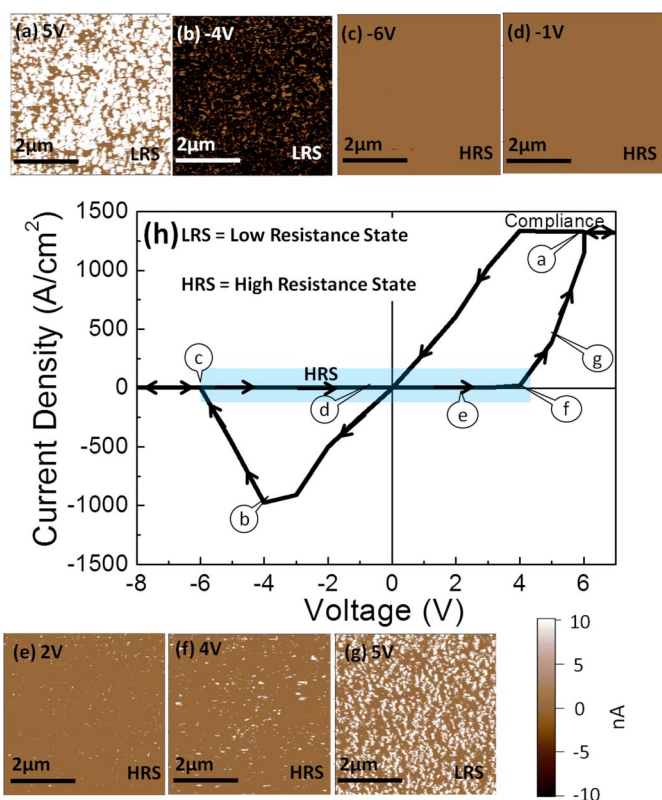 (a) 5V
2μm
LRS
(b) -4V
2μm
LRS
(c) -6V
2μm
HRS
(d) -1V
2μm
HRS
(h)
LRS = Low Resistance State
HRS = High Resistance State
Compliance
a
g
c
HRS
d
e
f
b
1500
1000
500
0
-500
-1000
-1500
Current Density (A/cm²)
-8 -6 -4 -2 0 2 4 6
Voltage (V)
(e) 2V
2μm
HRS
(f) 4V
2μm
HRS
(g) 5V
2μm
LRS
10
5
0
-5
-10
nA